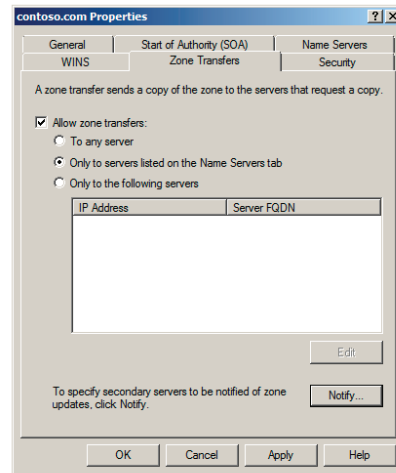 contoso.com Properties
General Start of Authority (SOA) Name Servers
WINS Zone Transfers Security
A zone transfer sends a copy of the zone to the servers that request a copy.
Allow zone transfers:
To any server
Only to servers listed on the Name Servers tab
Only to the following servers
IP Address Server FQDN
Edit
To specify secondary servers to be notified of zone
updates, click Notify.
Notify...
OK Cancel Apply Help